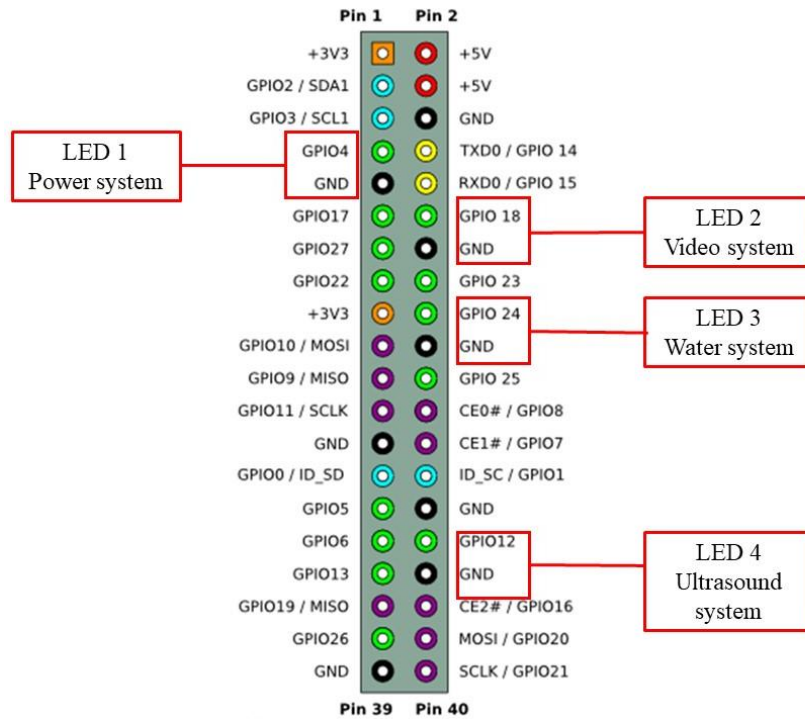 Pin 1 Pin 2
+3V3 +5V
GPIO2 / SDA1 +5V
GPIO3 / SCL1 GND
LED 1
Power system
GPIO4 TXD0 / GPIO 14
GND RXD0 / GPIO 15
GPIO17 GPIO 18
LED 2
Video system
GPIO27 GND
GPIO22 GPIO 23
+3V3 GPIO 24
LED 3
Water system
GPIO10 / MOSI GND
GPIO9 / MISO GPIO 25
GPIO11 / SCLK CE0# / GPIO8
GND CE1# / GPIO7
GPIO0 / ID_SD ID_SC / GPIO1
GPIO5 GND
GPIO6 GPIO12
LED 4
Ultrasound
system
GPIO13 GND
GPIO19 / MISO CE2# / GPIO16
GPIO26 MOSI / GPIO20
GND SCLK / GPIO21
Pin 39 Pin 40